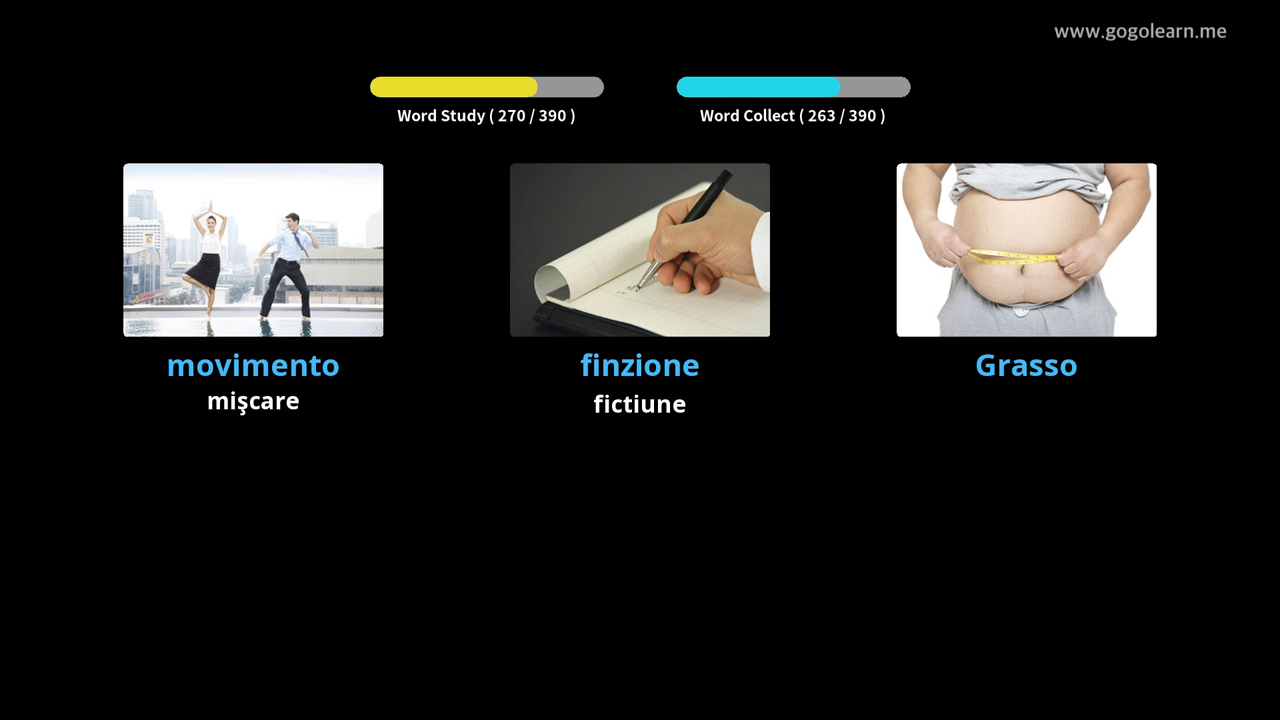 www.gogolearn.me
Word Study ( 270 / 390 )
Word Collect ( 263 / 390 )
movimento
mişcare
finzione
fictiune
Grasso